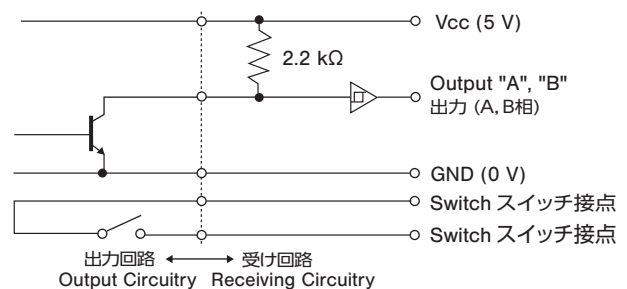 Vcc (5 V)
2.2 kΩ
Output "A", "B"
出力 (A, B相)
GND (0 V)
Switch スイッチ接点
Switch スイッチ接点
出力回路 受け回路
Output Circuitry Receiving Circuitry